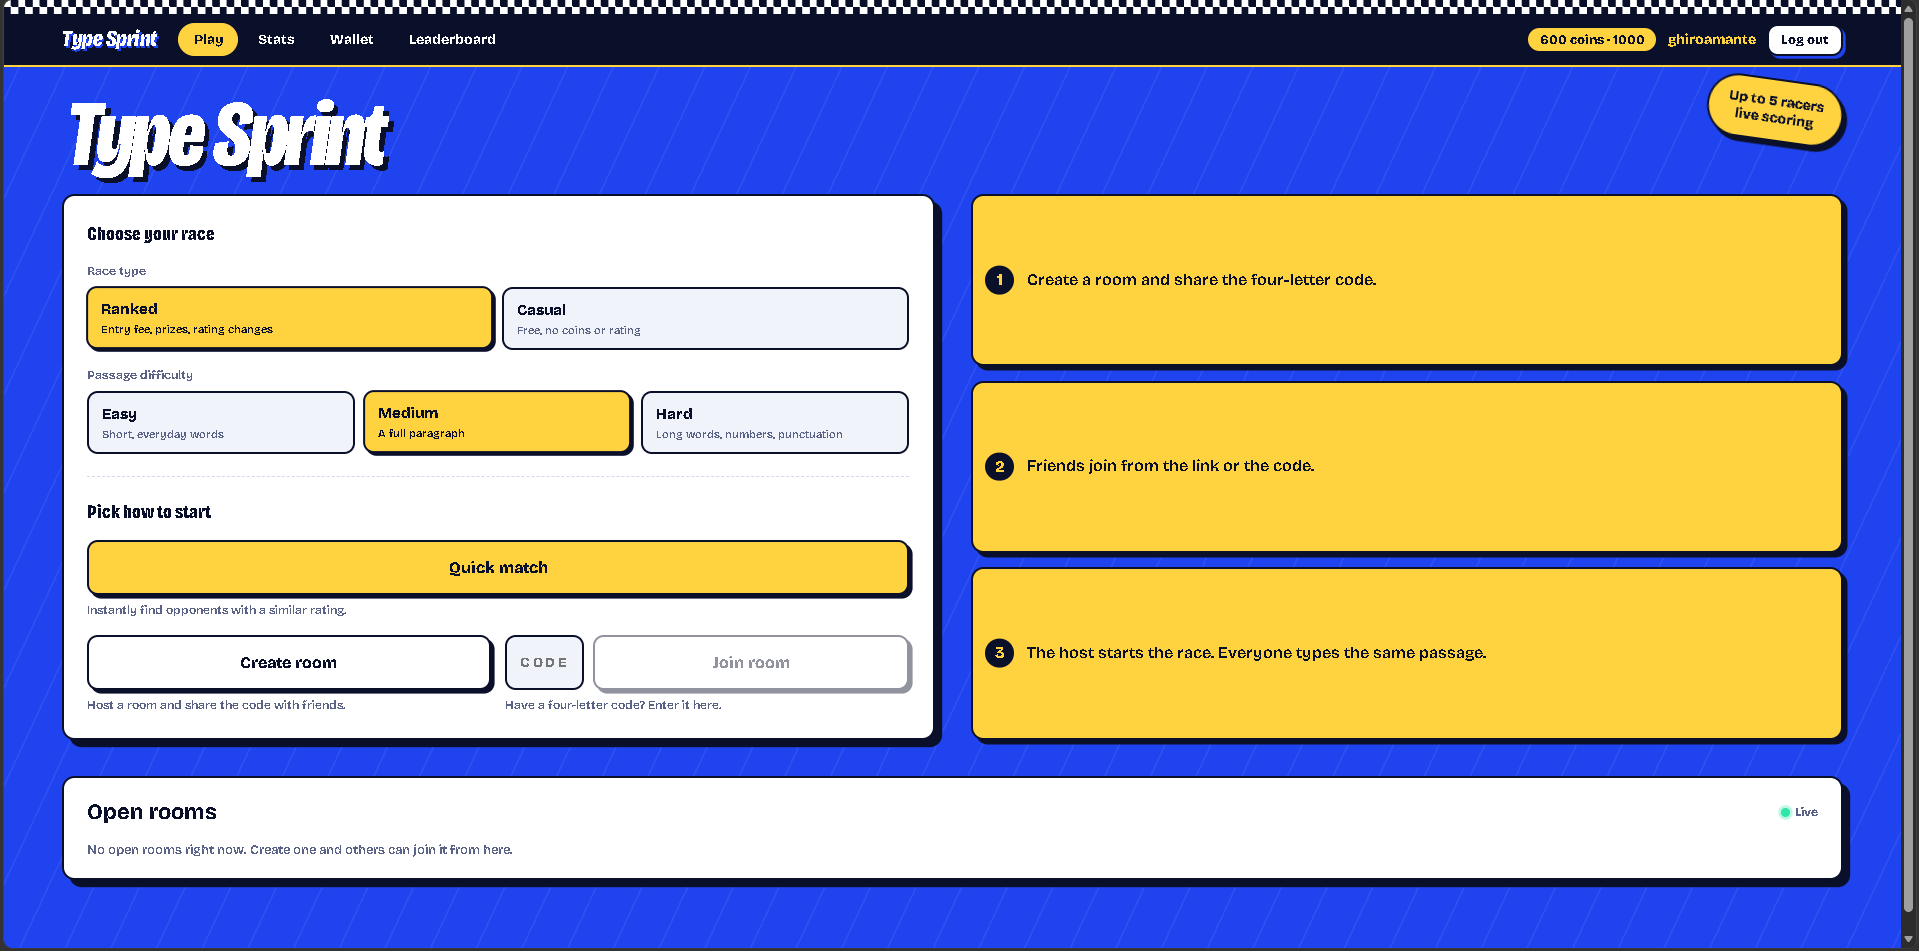 Type Sprint
Play
Stats
Wallet
Leaderboard
600 coins · 1000
ghiroamante
Log out
Type Sprint
Up to 5 racers
live scoring
Choose your race
Race type
Ranked
Entry fee, prizes, rating changes
Casual
Free, no coins or rating
Passage difficulty
Easy
Short, everyday words
Medium
A full paragraph
Hard
Long words, numbers, punctuation
Pick how to start
Quick match
Instantly find opponents with a similar rating.
Create room
CODE
Join room
Host a room and share the code with friends.
Have a four-letter code? Enter it here.
1
Create a room and share the four-letter code.
2
Friends join from the link or the code.
3
The host starts the race. Everyone types the same passage.
Open rooms
Live
No open rooms right now. Create one and others can join it from here.